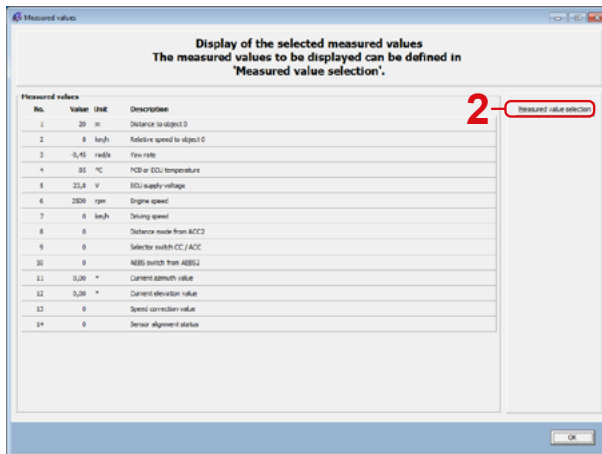 Measured values
Display of the selected measured values
The measured values to be displayed can be defined in
'Measured value selection'.
Measured values
No. Value Unit Description
1 20 m Distance to object 0
2 0 km/h Relative speed to object 0
3 -0,45 rad/s Yaw rate
4 85 °C PCB or ECU temperature
5 23,8 V ECU supply voltage
6 2500 rpm Engine speed
7 0 km/h Driving speed
8 0 Distance mode from ACC2
9 0 Selector switch CC / ACC
10 0 AEBS switch from AEBS2
11 0,00 ° Current azimuth value
12 0,00 ° Current elevation value
13 0 Speed correction value
14 0 Sensor alignment status
2
Measured value selection
OK